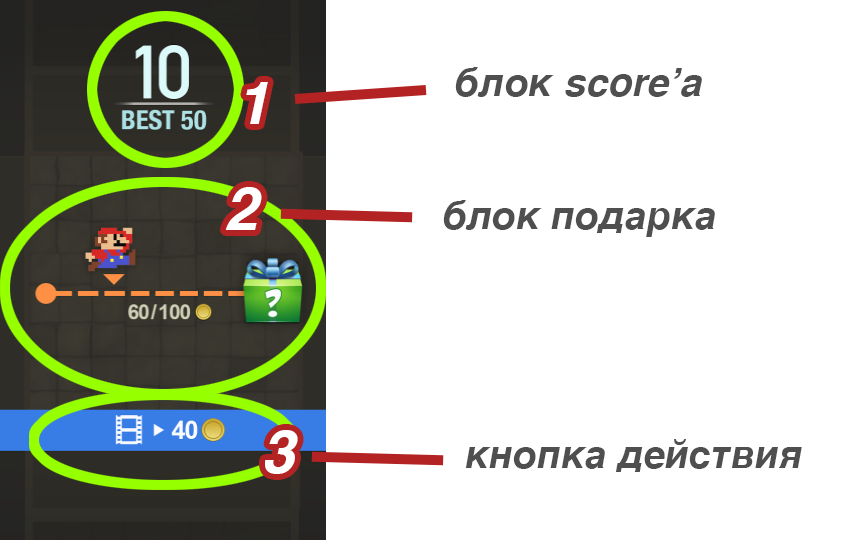 10
BEST 50
1
блок score’а
2
блок подарка
?
60/100
40
3
кнопка действия